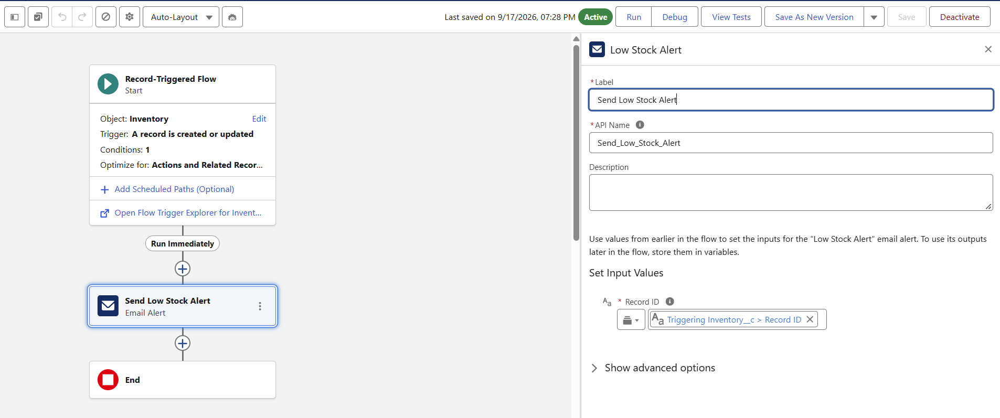 Auto-Layout
Last saved on 9/17/2026, 07:28 PM
Active
Run
Debug
View Tests
Save As New Version
Save
Deactivate
Record-Triggered Flow
Start
Object: Inventory
Edit
Trigger: A record is created or updated
Conditions: 1
Optimize for: Actions and Related Recor...
Add Scheduled Paths (Optional)
Open Flow Trigger Explorer for Invent...
Run Immediately
Send Low Stock Alert
Email Alert
End
Low Stock Alert
* Label
Send Low Stock Alert
* API Name
Send_Low_Stock_Alert
Description
Use values from earlier in the flow to set the inputs for the "Low Stock Alert" email alert. To use its outputs
later in the flow, store them in variables.
Set Input Values
Aa * Record ID
Aa Triggering Inventory__c > Record ID
Show advanced options